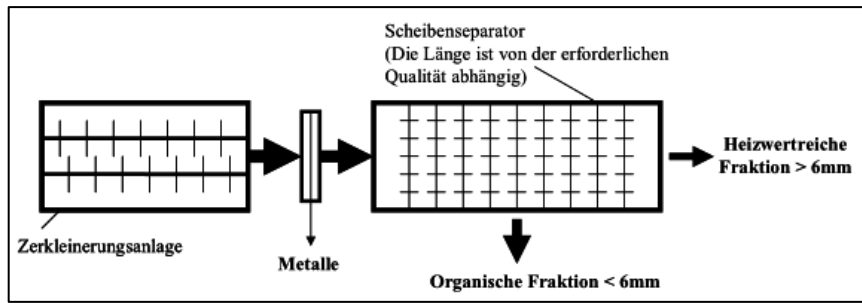 Scheibenseparator
(Die Länge ist von der erforderlichen
Qualität abhängig)
Heizwertreiche
Fraktion > 6mm
Zerkleinerungsanlage
Metalle
Organische Fraktion < 6mm